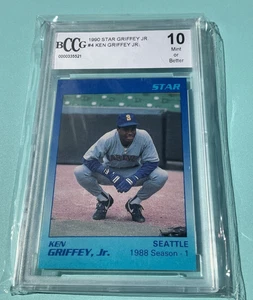 BCCG
0000335521
1990 STAR GRIFFEY JR
#4 KEN GRIFFEY JR.
10
Mint
or
Better
STAR
KEN
GRIFFEY, Jr.
SEATTLE
1988 Season - 1